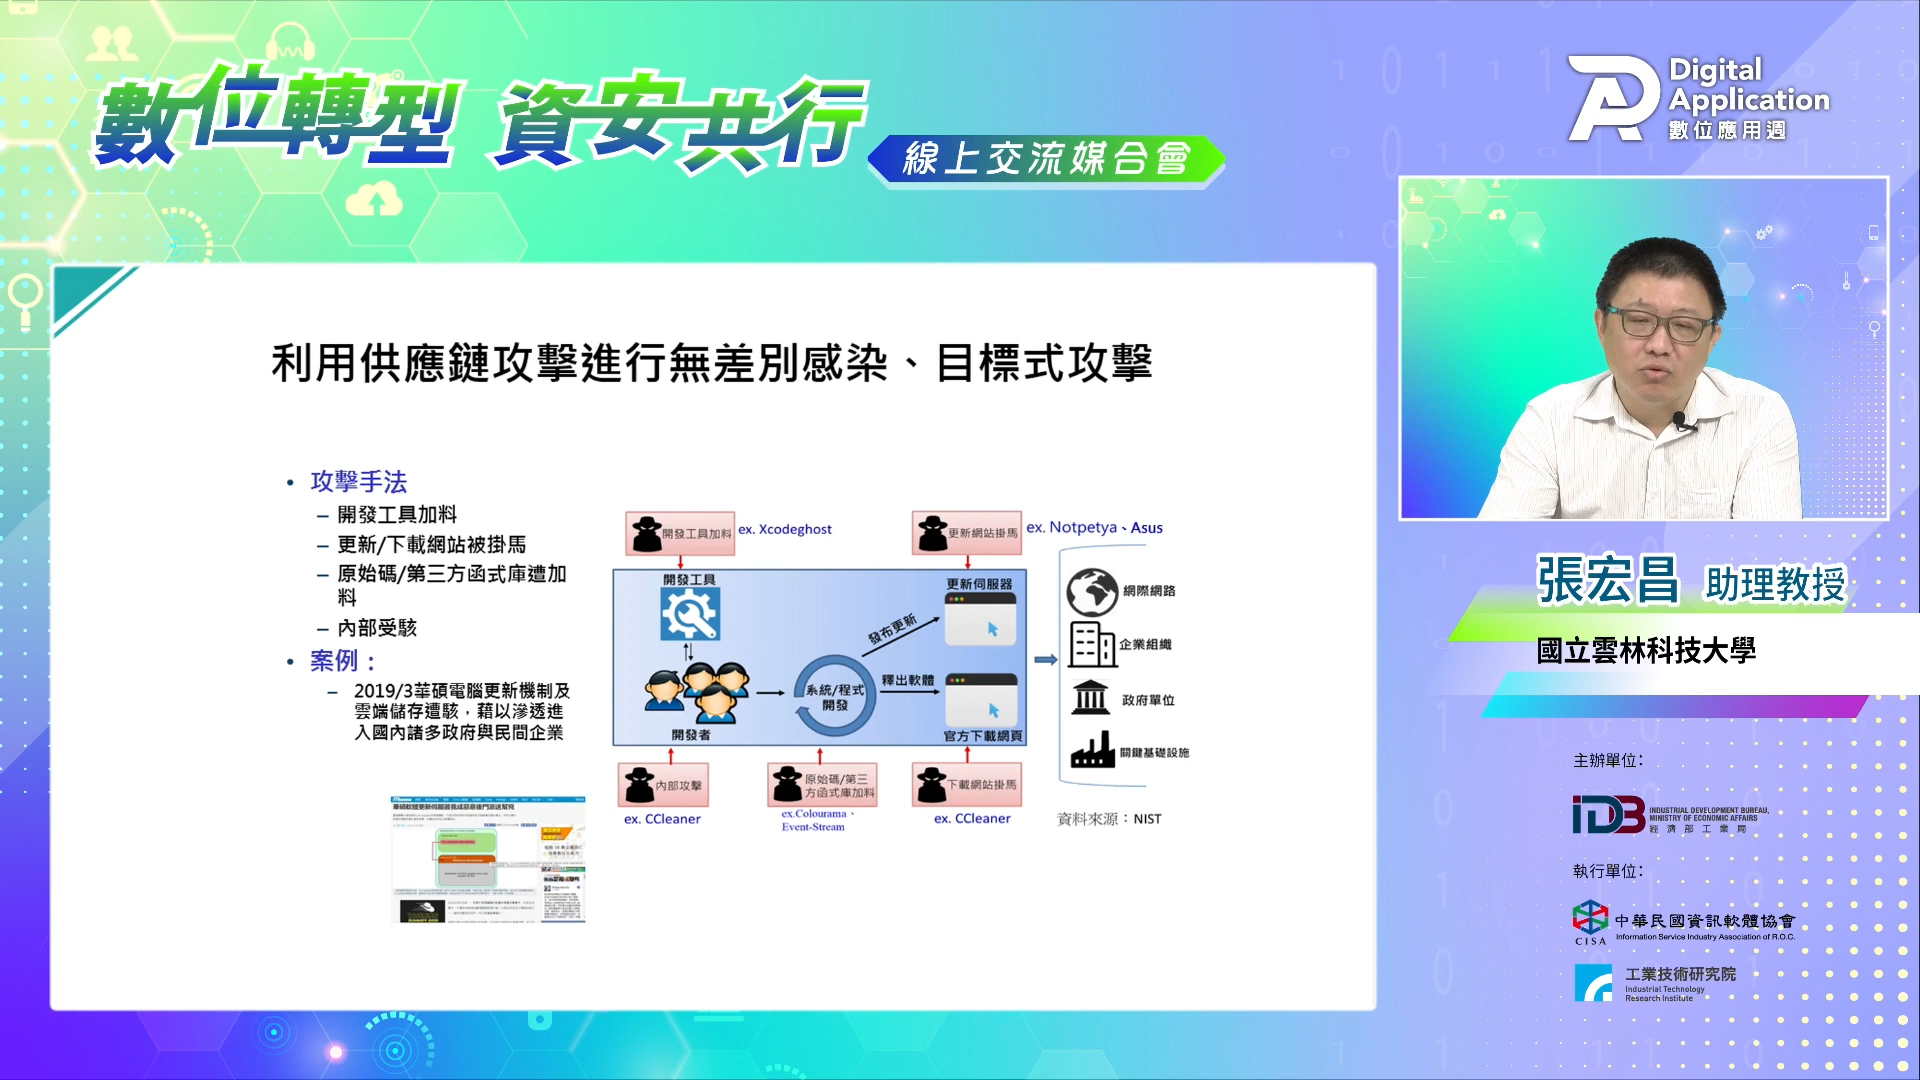 數位轉型 資安共行
線上交流媒合會
Digital
Application
數位應用週
利用供應鏈攻擊進行無差別感染、目標式攻擊
• 攻擊手法
– 開發工具加料
– 更新/下載網站被掛馬
– 原始碼/第三方函式庫遭加
料
– 內部受駭
• 案例：
– 2019/3華碩電腦更新機制及
雲端儲存遭駭，藉以滲透進
入國內諸多政府與民間企業
開發工具加料
ex. Xcodeghost
更新網站掛馬
ex. Notpetya、Asus
開發工具
開發者
系統/程式
開發
發布更新
釋出軟體
更新伺服器
官方下載網頁
網際網路
企業組織
政府單位
關鍵基礎設施
內部攻擊
ex. CCleaner
原始碼/第三
方函式庫加料
ex.Colourama、
Event-Stream
下載網站掛馬
ex. CCleaner
資料來源：NIST
張宏昌 助理教授
國立雲林科技大學
主辦單位:
IDB
INDUSTRIAL DEVELOPMENT BUREAU,
MINISTRY OF ECONOMIC AFFAIRS
經濟部工業局
執行單位:
CISA
中華民國資訊軟體協會
Information Service Industry Association of R.O.C.
工業技術研究院
Industrial Technology
Research Institute